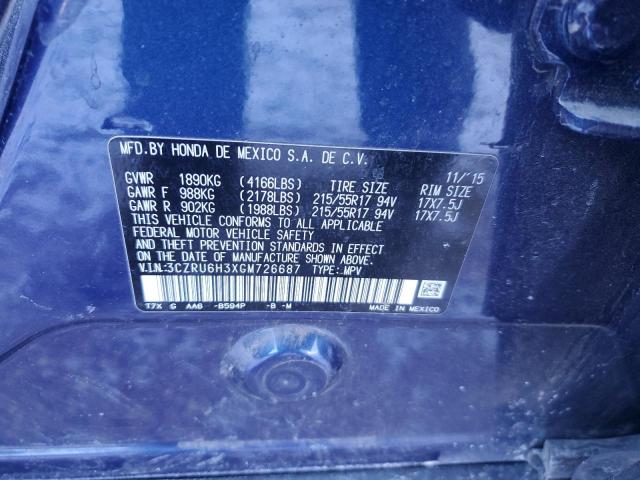 MFD.BY HONDA DE MEXICO S.A. DE C.V. 11/'15
GVWR 1890KG (4166LBS) TIRE SIZE RIM SIZE
GAWR F 988KG (2178LBS) 215/55R17 94V 17X7.5J
GAWR R 902KG (1988LBS) 215/55R17 94V 17X7.5J
THIS VEHICLE CONFORMS TO ALL APPLICABLE
FEDERAL MOTOR VEHICLE SAFETY
AND THEFT PREVENTION STANDARDS IN EFFECT
ON THE DATE OF MANUFACTURE SHOWN ABOVE.
V.I.N.:3CZRU6H3XGM726687 TYPE:.MPV
T7X G AA6 -B594P -B -M MADE IN MEXICO